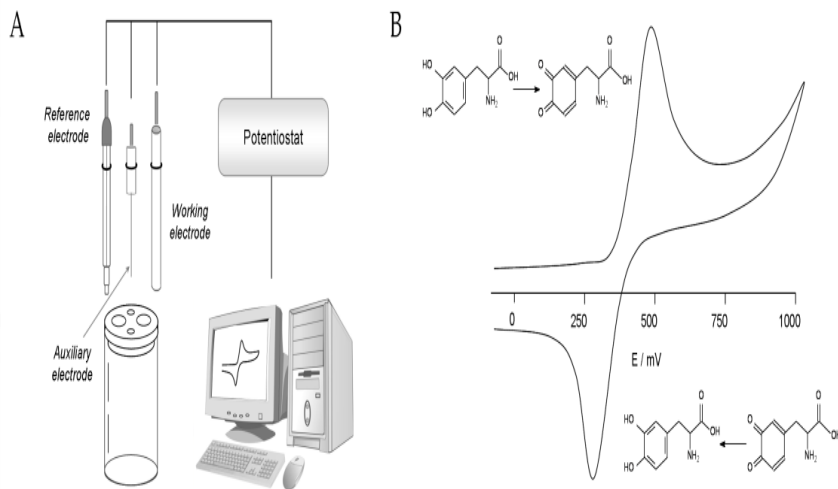 A
Reference
electrode
Potentiostat
Working
electrode
Auxiliary
electrode
B
HO
HO
O
OH
NH₂
O
O
O
OH
NH₂
0
250
500
750
1000
E / mV
HO
HO
O
OH
NH₂
O
O
O
OH
NH₂